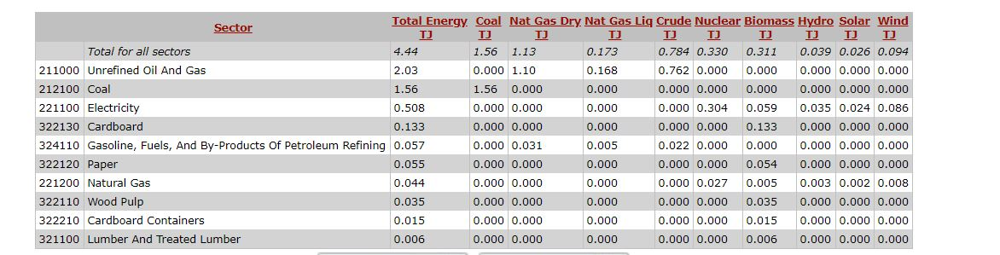 Sector Total Energy TJ Coal TJ Nat Gas Dry TJ Nat Gas Liq TJ Crude TJ Nuclear TJ Biomass TJ Hydro TJ Solar TJ Wind TJ
Total for all sectors 4.44 1.56 1.13 0.173 0.784 0.330 0.311 0.039 0.026 0.094
211000 Unrefined Oil And Gas 2.03 0.000 1.10 0.168 0.762 0.000 0.000 0.000 0.000 0.000
212100 Coal 1.56 1.56 0.000 0.000 0.000 0.000 0.000 0.000 0.000 0.000
221100 Electricity 0.508 0.000 0.000 0.000 0.000 0.304 0.059 0.035 0.024 0.086
322130 Cardboard 0.133 0.000 0.000 0.000 0.000 0.000 0.133 0.000 0.000 0.000
324110 Gasoline, Fuels, And By-Products Of Petroleum Refining 0.057 0.000 0.031 0.005 0.022 0.000 0.000 0.000 0.000 0.000
322120 Paper 0.055 0.000 0.000 0.000 0.000 0.000 0.054 0.000 0.000 0.000
221200 Natural Gas 0.044 0.000 0.000 0.000 0.000 0.027 0.005 0.003 0.002 0.008
322110 Wood Pulp 0.035 0.000 0.000 0.000 0.000 0.000 0.035 0.000 0.000 0.000
322210 Cardboard Containers 0.015 0.000 0.000 0.000 0.000 0.000 0.015 0.000 0.000 0.000
321100 Lumber And Treated Lumber 0.006 0.000 0.000 0.000 0.000 0.000 0.006 0.000 0.000 0.000